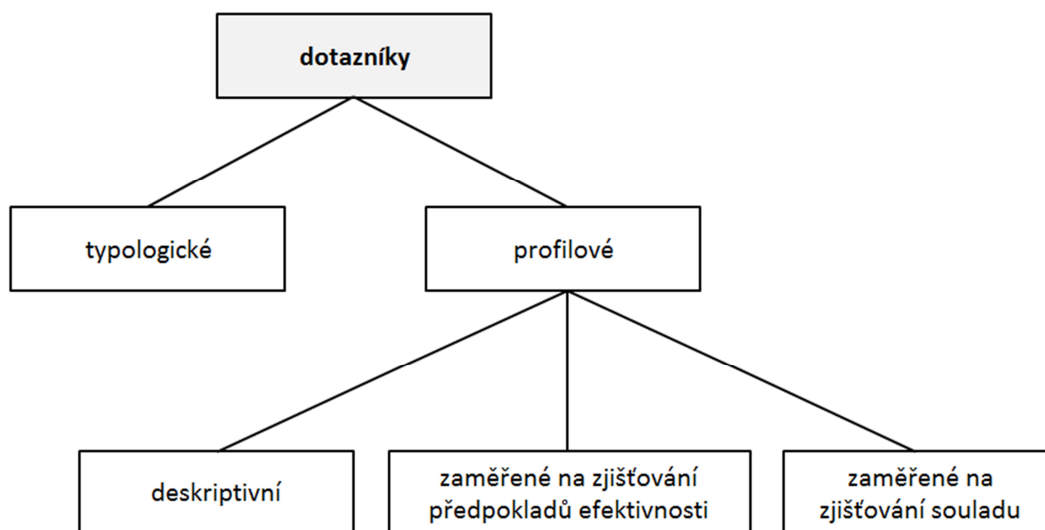 dotazníky
typologické
profilové
deskriptivní
zaměřené na zjišťování
předpokladů efektivnosti
zaměřené na
zjišťování souladu